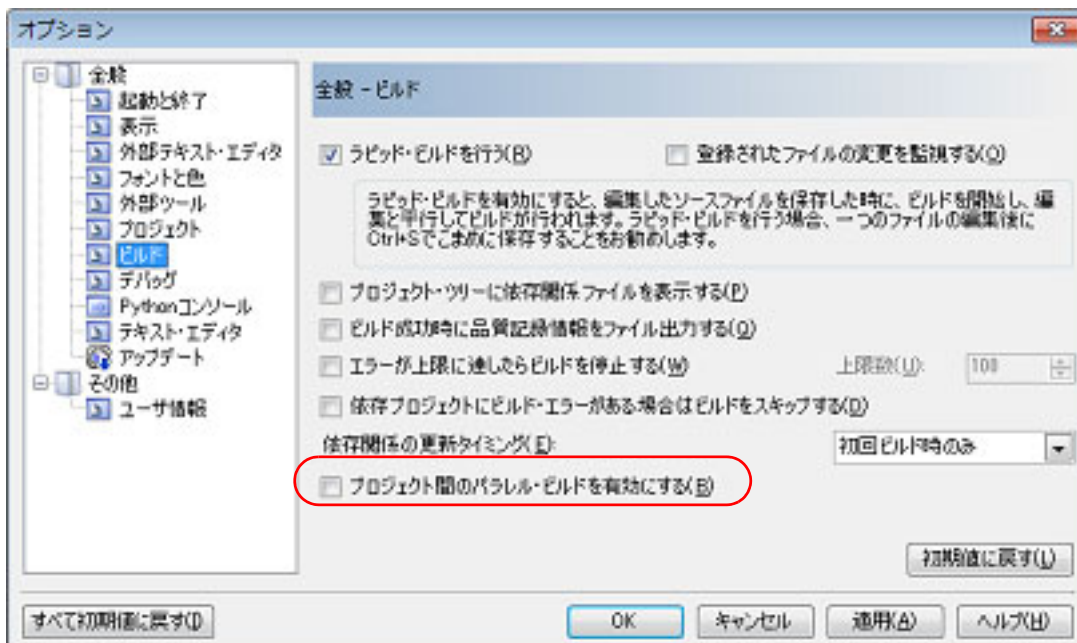 オプション
全般
起動と終了
表示
外部テキスト・エディタ
フォントと色
外部ツール
プロジェクト
ビルド
デバッグ
Pythonコンソール
テキスト・エディタ
アップデート
その他
ユーザ情報
全般 - ビルド
ラピッド・ビルドを行う(R) 登録されたファイルの変更を監視する(O)
ラピッド・ビルドを有効にすると、編集したソースファイルを保存した時に、ビルドを開始し、編
集と平行してビルドが行われます。ラピッド・ビルドを行う場合、一つのファイルの編集後に
Ctrl+Sでこまめに保存することをお勧めします。
プロジェクト・ツリーに依存関係ファイルを表示する(P)
ビルド成功時に品質記録情報をファイル出力する(Q)
エラーが上限に達したらビルドを停止する(W) 上限数(U): 100
依存プロジェクトにビルド・エラーがある場合はビルドをスキップする(D)
依存関係の更新タイミング(E): 初回ビルド時のみ
プロジェクト間のパラレル・ビルドを有効にする(B)
初期値に戻す(L)
すべて初期値に戻す(I) OK キャンセル 適用(A) ヘルプ(H)